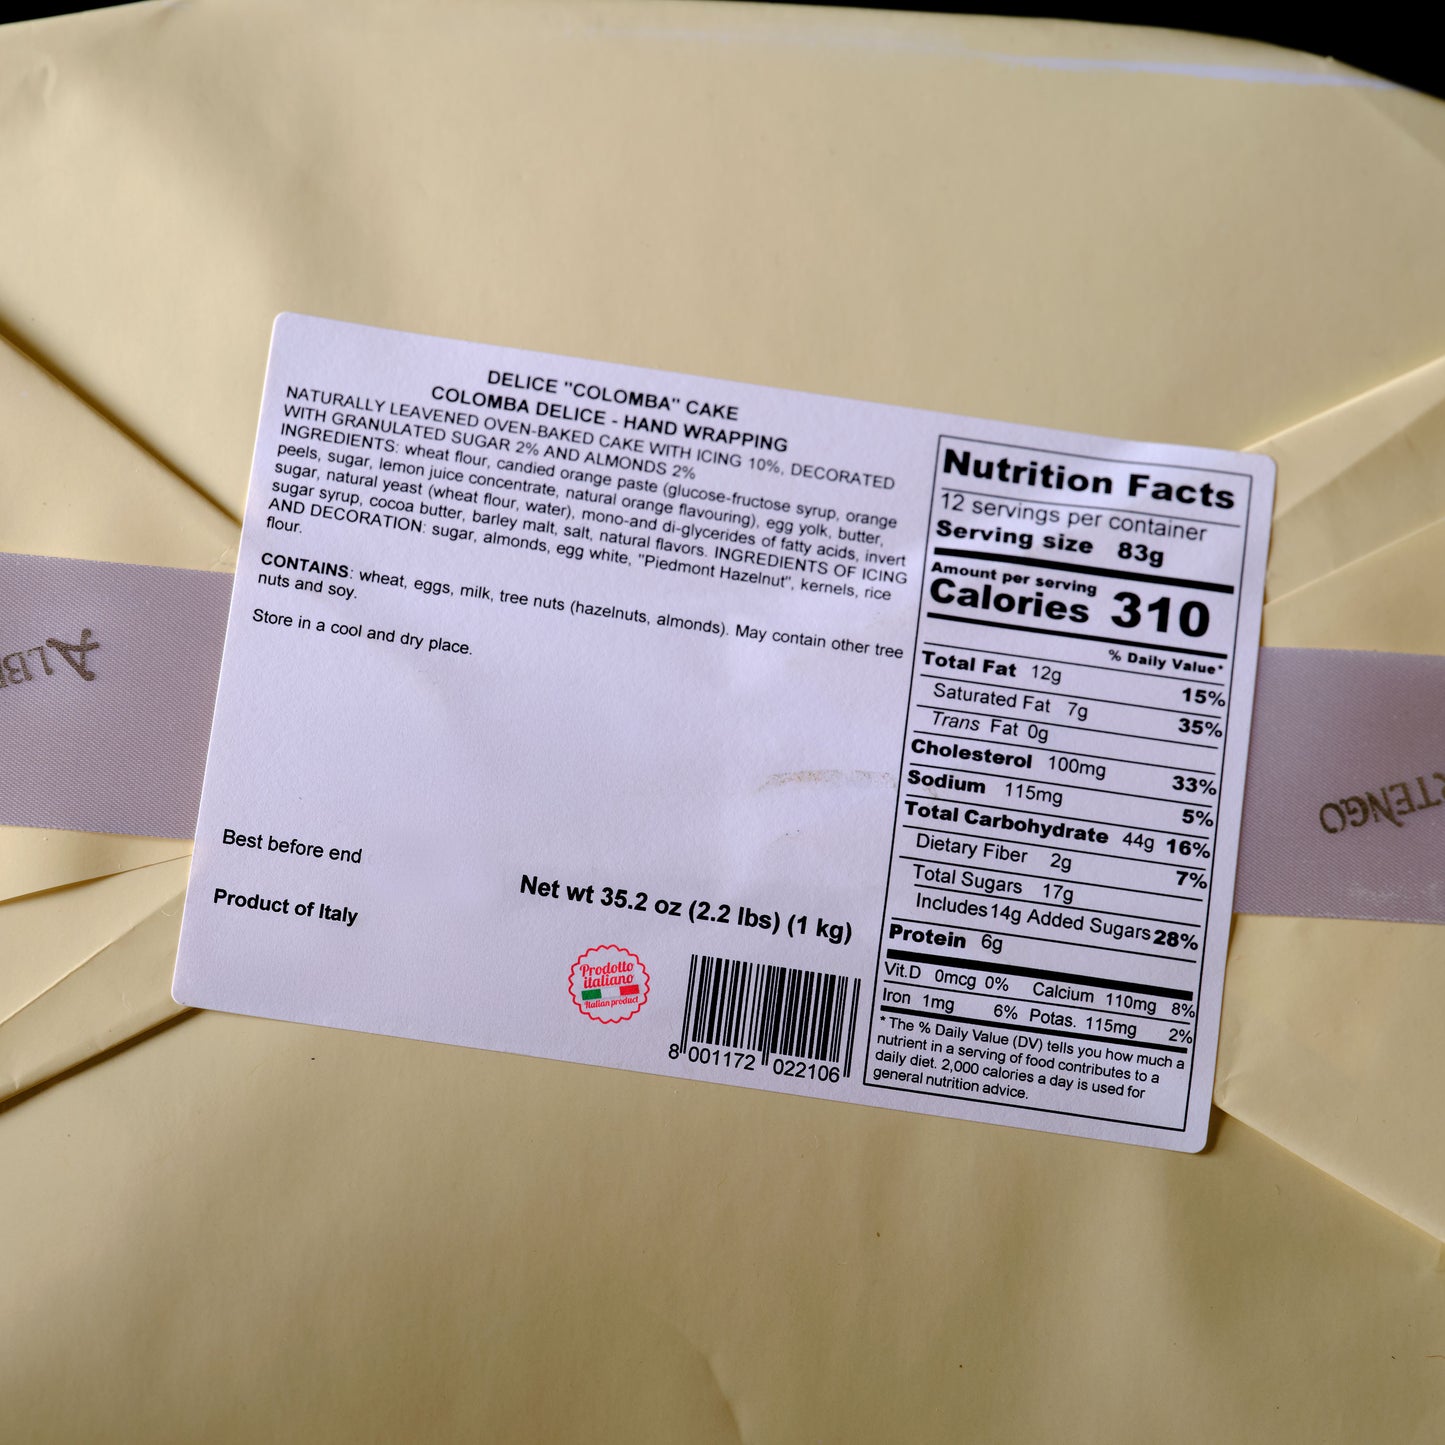 DELICE "COLOMBA" CAKE
COLOMBA DELICE - HAND WRAPPING
NATURALLY LEAVENED OVEN-BAKED CAKE WITH ICING 10%, DECORATED
WITH GRANULATED SUGAR 2% AND ALMONDS 2%
INGREDIENTS: wheat flour, candied orange paste (glucose-fructose syrup, orange
peels, sugar, lemon juice concentrate, natural orange flavouring), egg yolk, butter,
sugar, natural yeast (wheat flour, water), mono-and di-glycerides of fatty acids, invert
sugar syrup, cocoa butter, barley malt, salt, natural flavors. INGREDIENTS OF ICING
AND DECORATION: sugar, almonds, egg white, "Piedmont Hazelnut", kernels, rice
flour.
CONTAINS: wheat, eggs, milk, tree nuts (hazelnuts, almonds). May contain other tree
nuts and soy.
Store in a cool and dry place.
Best before end
Product of Italy
Net wt 35.2 oz (2.2 lbs) (1 kg)
Prodotto
italiano
Italian product
8 001172 022106
Nutrition Facts
12 servings per container
Serving size 83g
Amount per serving
Calories 310
% Daily Value*
Total Fat 12g 15%
Saturated Fat 7g 35%
Trans Fat 0g
Cholesterol 100mg 33%
Sodium 115mg 5%
Total Carbohydrate 44g 16%
Dietary Fiber 2g 7%
Total Sugars 17g
Includes 14g Added Sugars 28%
Protein 6g
Vit.D 0mcg 0% Calcium 110mg 8%
Iron 1mg 6% Potas. 115mg 2%
* The % Daily Value (DV) tells you how much a
nutrient in a serving of food contributes to a
daily diet. 2,000 calories a day is used for
general nutrition advice.